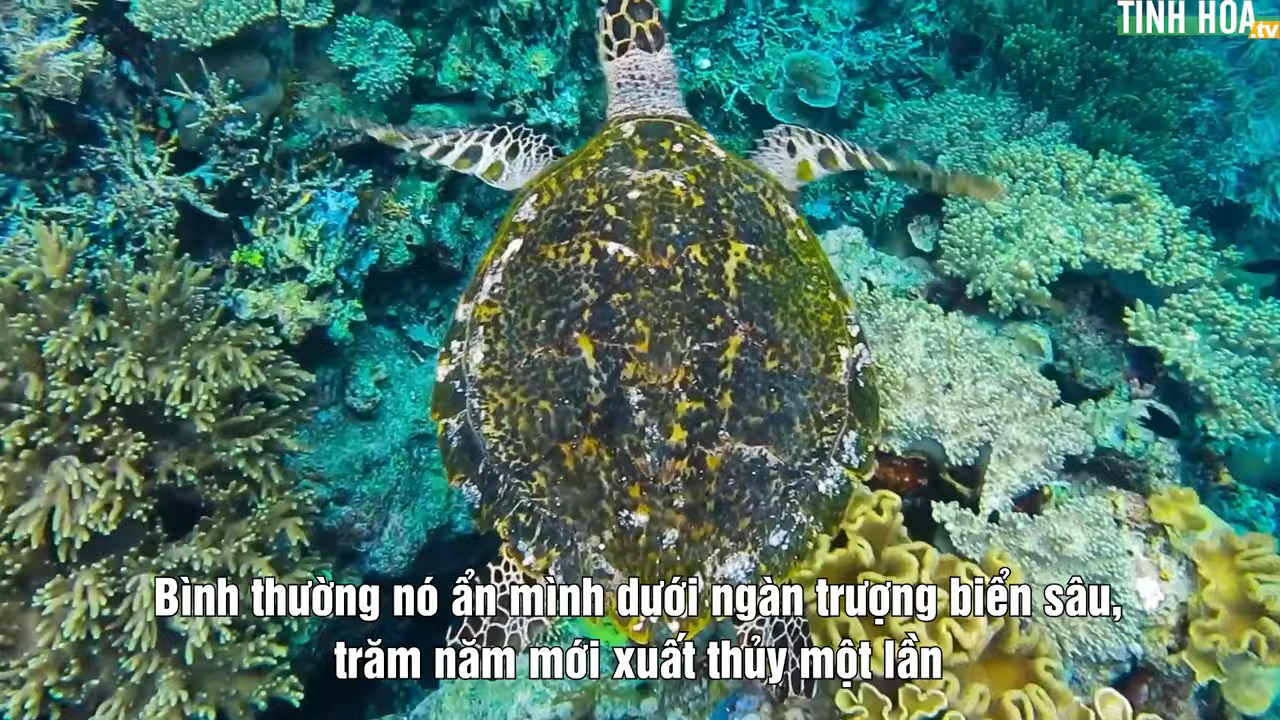 TINH HOA
.tv
Bình thường nó ẩn mình dưới ngàn trượng biển sâu,
trăm năm mới xuất thủy một lần